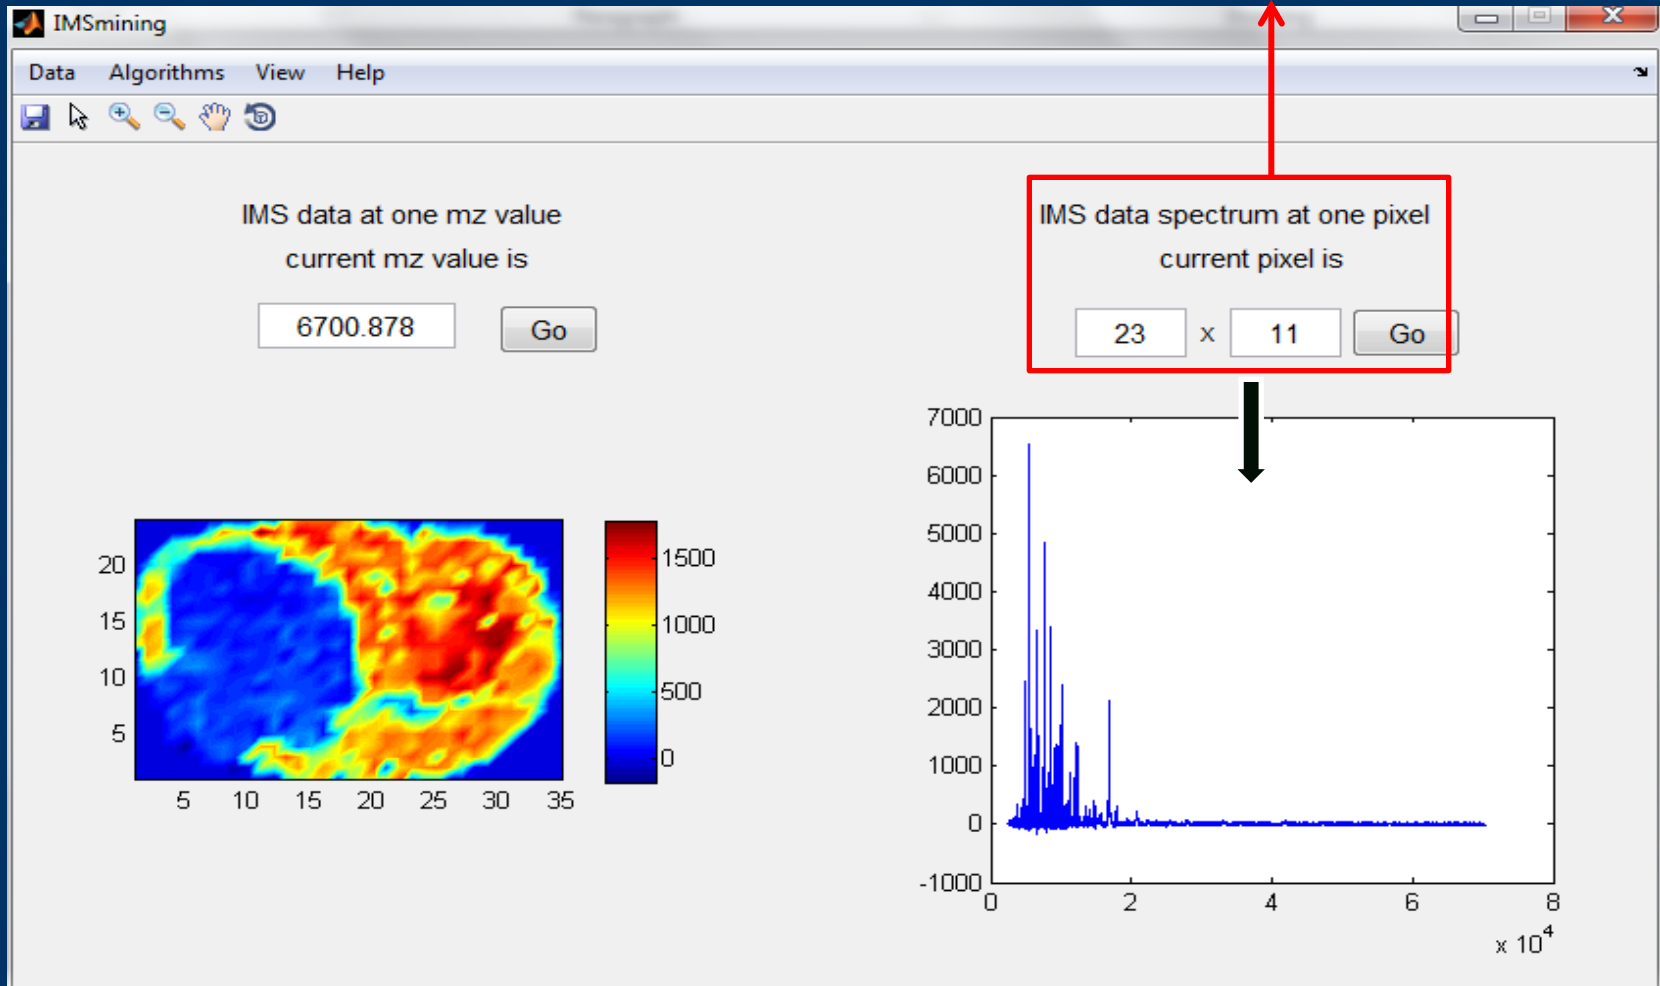 IMSmining
Data Algorithms View Help
IMS data at one mz value
current mz value is
6700.878 Go
IMS data spectrum at one pixel
current pixel is
23 x 11 Go
20
15
10
5
5 10 15 20 25 30 35
1500
1000
500
0
7000
6000
5000
4000
3000
2000
1000
0
-1000
0 2 4 6 8
x 10^4